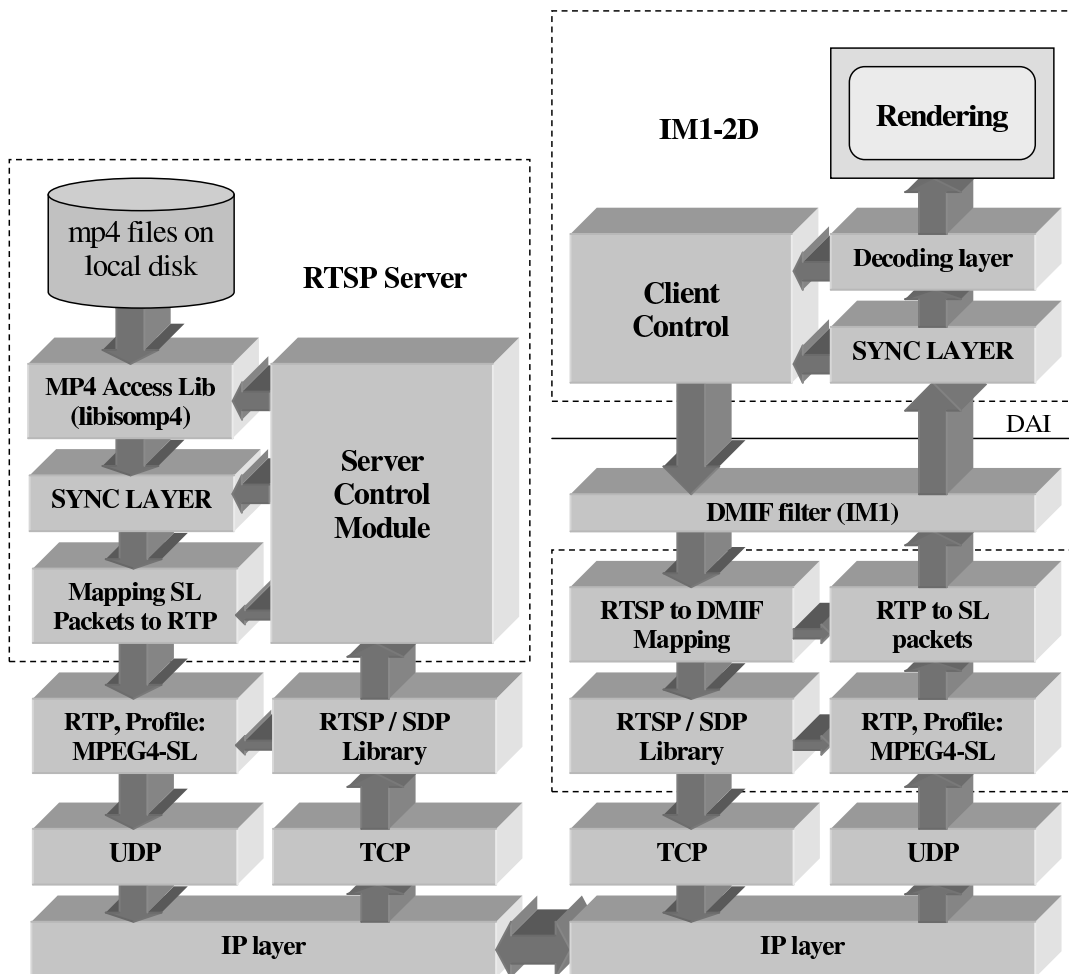 mp4 files on
local disk
RTSP Server
MP4 Access Lib
(libisomp4)
SYNC LAYER
Mapping SL
Packets to RTP
Server
Control
Module
RTP, Profile:
MPEG4-SL
RTSP / SDP
Library
UDP
TCP
IP layer
IM1-2D
Rendering
Client
Control
Decoding layer
SYNC LAYER
DAI
DMIF filter (IM1)
RTSP to DMIF
Mapping
RTP to SL
packets
RTSP / SDP
Library
RTP, Profile:
MPEG4-SL
TCP
UDP
IP layer